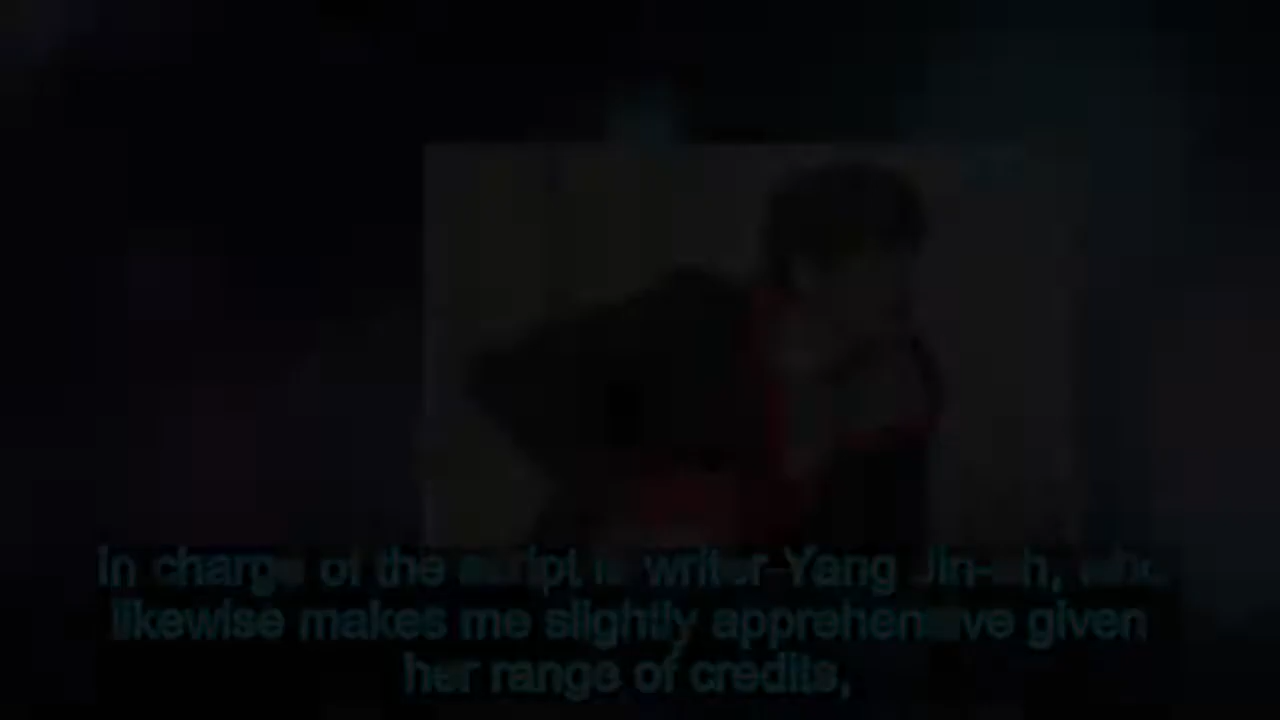 In charge of the script is writer Yang Jin-ah, who
likewise makes me slightly apprehensive given
her range of credits,